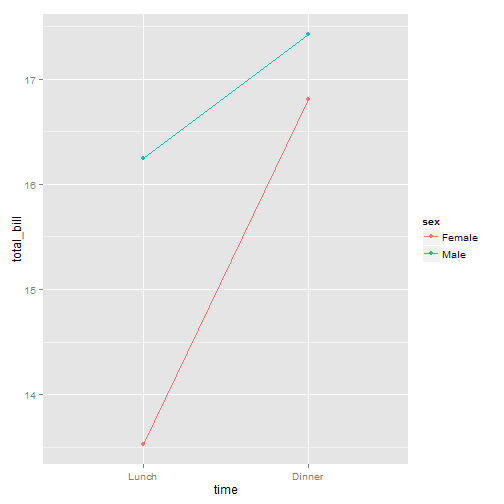 total_bill
17
16
15
14
Lunch
Dinner
time
sex
Female
Male